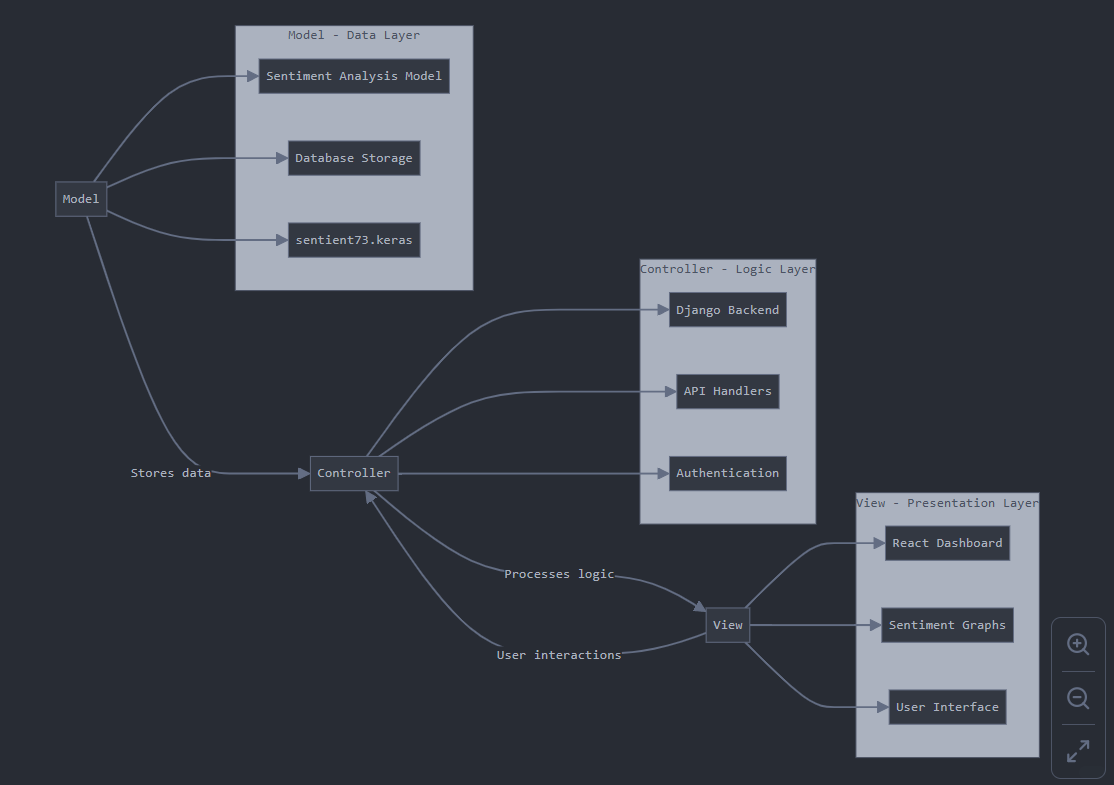 Model - Data Layer
Sentiment Analysis Model
Database Storage
Model
sentient73.keras
Controller - Logic Layer
Django Backend
API Handlers
Stores data
Controller
Authentication
View - Presentation Layer
React Dashboard
Processes logic
View
Sentiment Graphs
User interactions
User Interface